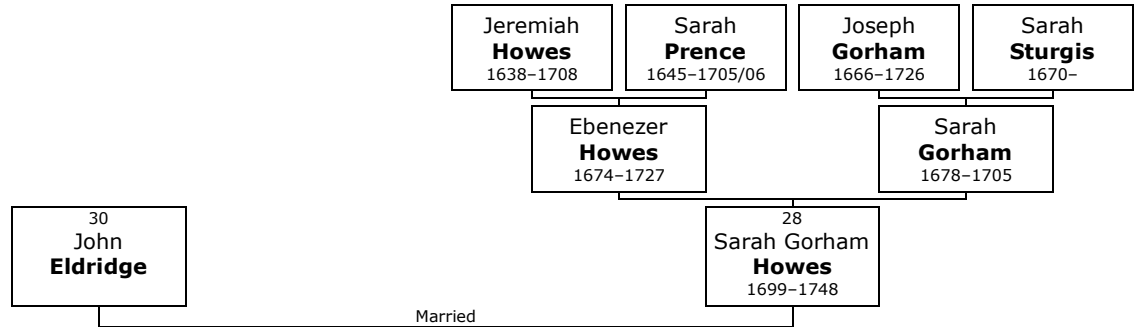 Jeremiah
Howes
1638–1708
Sarah
Prence
1645–1705/06
Joseph
Gorham
1666–1726
Sarah
Sturgis
1670–
Ebenezer
Howes
1674–1727
Sarah
Gorham
1678–1705
30
John
Eldridge
28
Sarah Gorham
Howes
1699–1748
Married